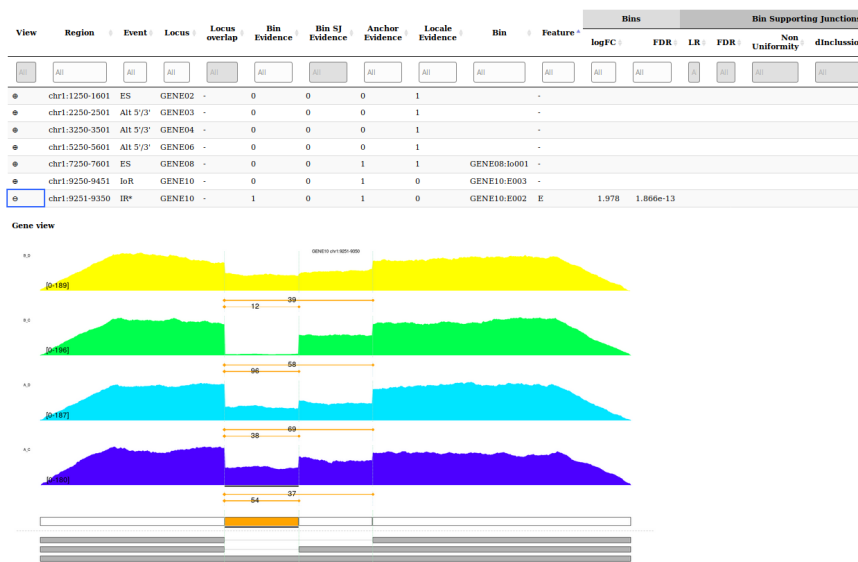 Bins Bin Supporting Junctions
View Region Event Locus Locus overlap Bin Evidence Bin SJ Evidence Anchor Evidence Locale Evidence Bin Feature logFC FDR LR FDR Non Uniformity dInclusion
All All All All All All All All All All All All All A All All All
chr1:1250-1601 ES GENE02 - 0 0 0 1 -
chr1:2250-2501 Alt 5'/3' GENE03 - 0 0 0 1 -
chr1:3250-3501 Alt 5'/3' GENE04 - 0 0 0 1 -
chr1:5250-5601 Alt 5'/3' GENE06 - 0 0 0 1 -
chr1:7250-7601 ES GENE08 - 0 0 1 1 GENE08:Io001 -
chr1:9250-9451 IoR GENE10 - 0 0 1 0 GENE10:E003 -
chr1:9251-9350 IR* GENE10 - 1 0 1 0 GENE10:E002 E 1.978 1.866e-13
Gene view
GENE10 chr1:9251-9350
[0-189]
39
12
[0-196]
58
96
[0-187]
69
38
37
54